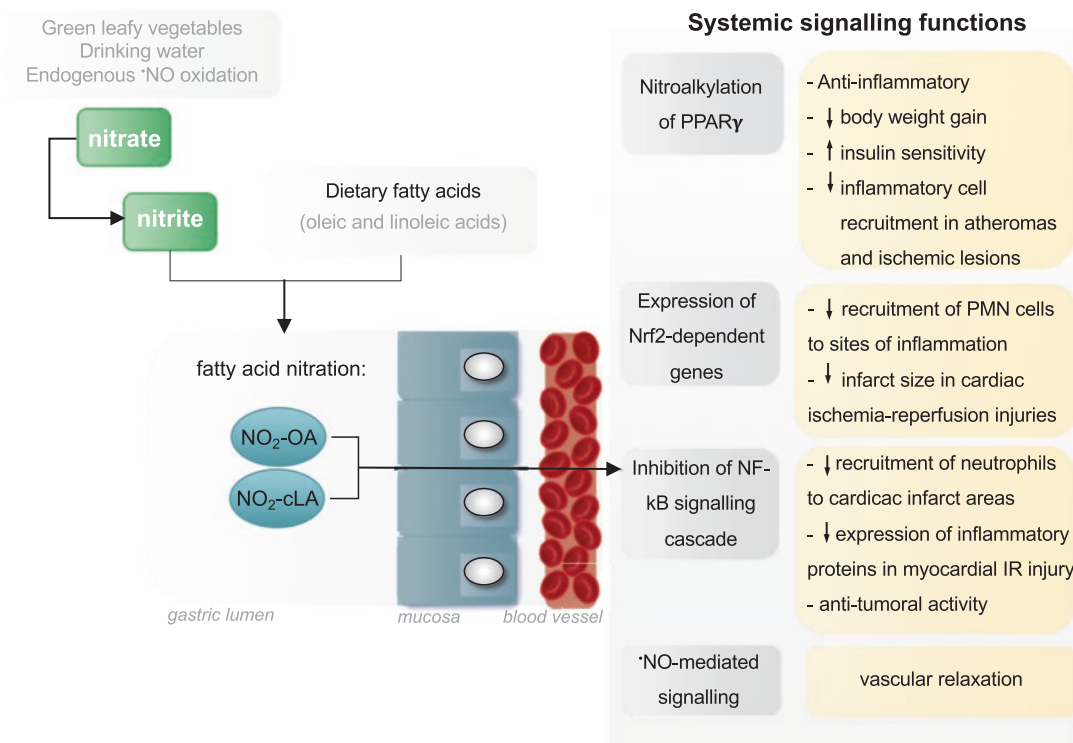 Green leafy vegetables
Drinking water
Endogenous •NO oxidation
nitrate
nitrite
Dietary fatty acids
(oleic and linoleic acids)
fatty acid nitration:
NO₂-OA
NO₂-cLA
gastric lumen
mucosa
blood vessel
Systemic signalling functions
Nitroalkylation
of PPARγ
- Anti-inflammatory
- ↓ body weight gain
- ↑ insulin sensitivity
- ↓ inflammatory cell
recruitment in atheromas
and ischemic lesions
Expression of
Nrf2-dependent
genes
- ↓ recruitment of PMN cells
to sites of inflammation
- ↓ infarct size in cardiac
ischemia-reperfusion injuries
Inhibition of NF-
kB signalling
cascade
- ↓ recruitment of neutrophils
to cardicac infarct areas
- ↓ expression of inflammatory
proteins in myocardial IR injury
- anti-tumoral activity
•NO-mediated
signalling
vascular relaxation